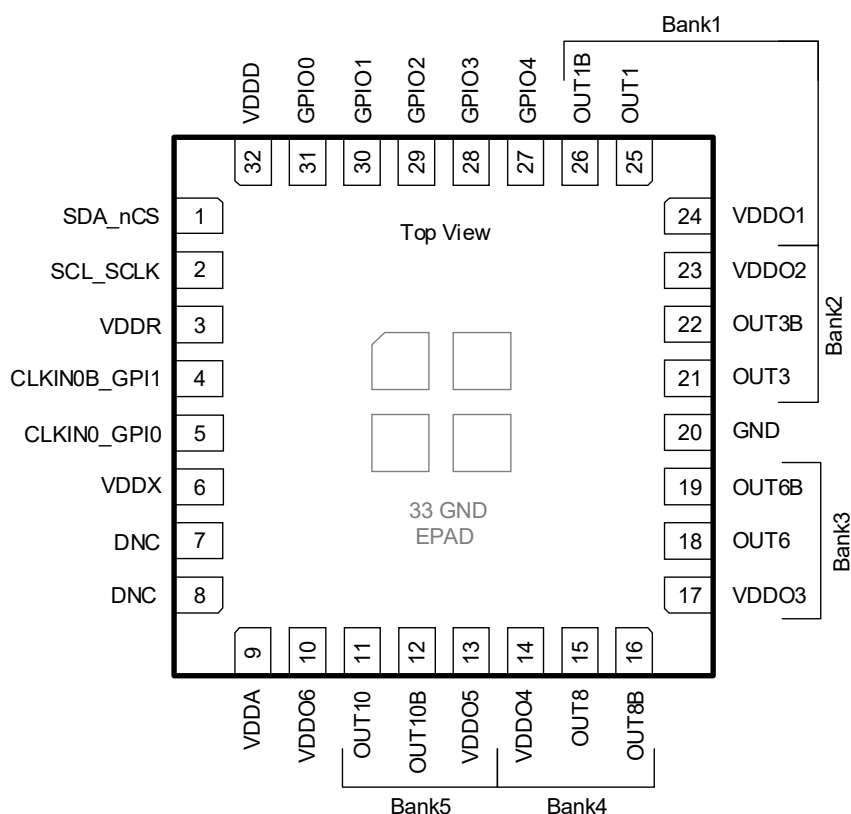 Bank1
VDDD
GPIO0
GPIO1
GPIO2
GPIO3
GPIO4
OUT1B
OUT1
32
31
30
29
28
27
26
25
SDA_nCS 1
SCL_SCLK 2
VDDR 3
CLKIN0B_GPI1 4
CLKIN0_GPI0 5
VDDX 6
DNC 7
DNC 8
Top View
33 GND
EPAD
24 VDDO1
23 VDDO2
22 OUT3B
21 OUT3
20 GND
19 OUT6B
18 OUT6
17 VDDO3
Bank2
Bank3
9
10
11
12
13
14
15
16
VDDA
VDDO6
OUT10
OUT10B
VDDO5
VDDO4
OUT8
OUT8B
Bank5
Bank4